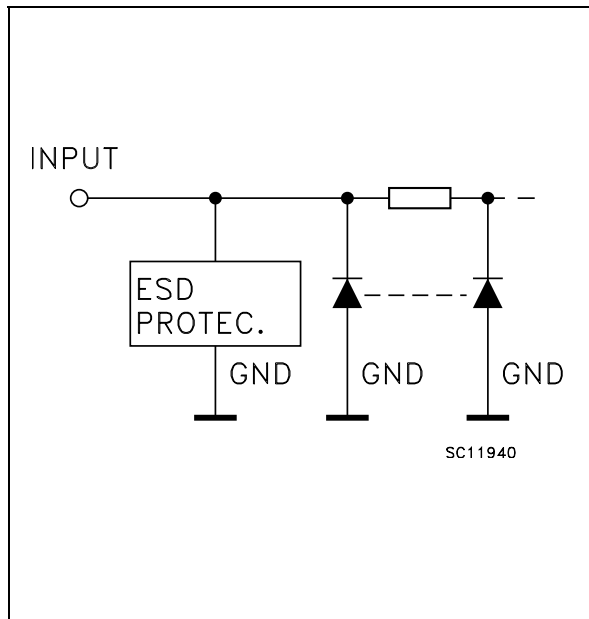 INPUT
ESD
PROTEC.
GND
GND
GND
SC11940